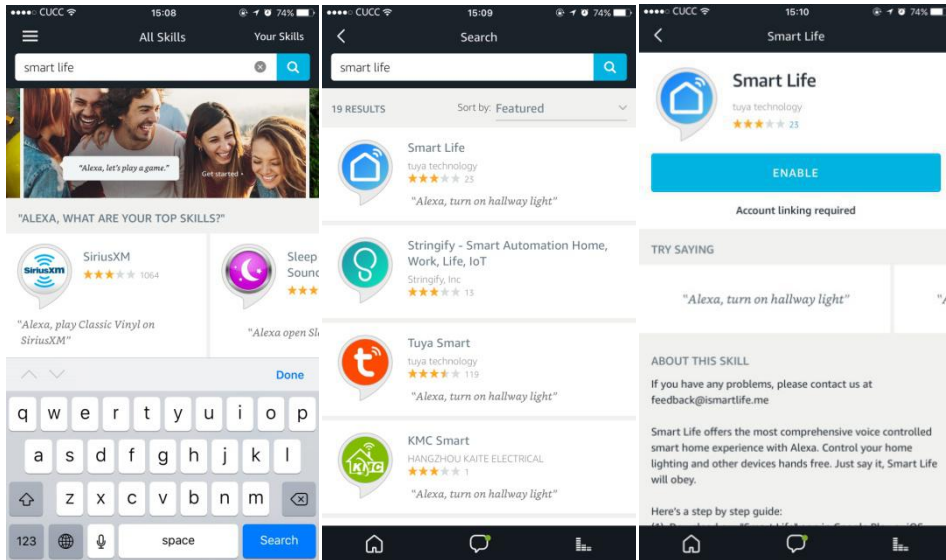 CUCC 15:08 74%
All Skills Your Skills
smart life
"Alexa, let's play a game."
Get started
"ALEXA, WHAT ARE YOUR TOP SKILLS?"
SiriusXM
SiriusXM
1064
"Alexa, play Classic Vinyl on
SiriusXM"
Sleep
Soun
"Alexa open Sl
Done
q w e r t y u i o p
a s d f g h j k l
z x c v b n m
123 space Search
CUCC 15:09 74%
Search
smart life
19 RESULTS Sort by: Featured
Smart Life
tuya technology
23
"Alexa, turn on hallway light"
Stringify - Smart Automation Home,
Work, Life, IoT
Stringify, Inc
13
Tuya Smart
tuya technology
119
"Alexa, turn on hallway light"
KMC
KMC Smart
HANGZHOU KAITE ELECTRICAL
1
"Alexa, turn on hallway light"
CUCC 15:10 74%
Smart Life
Smart Life
tuya technology
23
ENABLE
Account linking required
TRY SAYING
"Alexa, turn on hallway light"
ABOUT THIS SKILL
If you have any problems, please contact us at
feedback@ismartlife.me
Smart Life offers the most comprehensive voice controlled
smart home experience with Alexa. Control your home
lighting and other devices hands free. Just say it, Smart Life
will obey.
Here's a step by step guide: